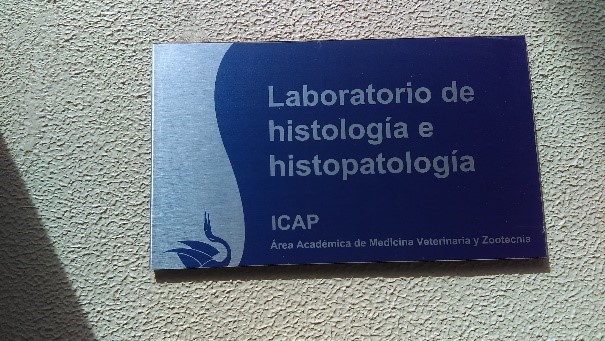 Laboratorio de
histología e
histopatología
ICAP
Área Académica de Medicina Veterinaria y Zootecnia